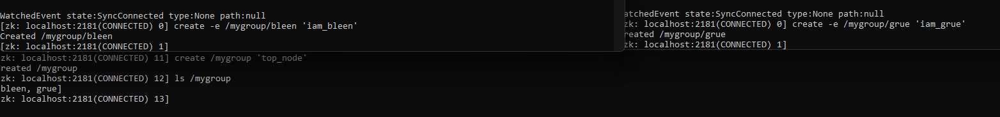 WatchedEvent state:SyncConnected type:None path:null
[zk: localhost:2181(CONNECTED) 0] create -e /mygroup/bleen 'iam_bleen'
Created /mygroup/bleen
[zk: localhost:2181(CONNECTED) 1]
atchedEvent state:SyncConnected type:None path:null
zk: localhost:2181(CONNECTED) 0] create -e /mygroup/grue 'iam_grue'
reated /mygroup/grue
zk: localhost:2181(CONNECTED) 1]
zk: localhost:2181(CONNECTED) 11] create /mygroup 'top_node'
reated /mygroup
zk: localhost:2181(CONNECTED) 12] ls /mygroup
bleen, grue]
zk: localhost:2181(CONNECTED) 13]